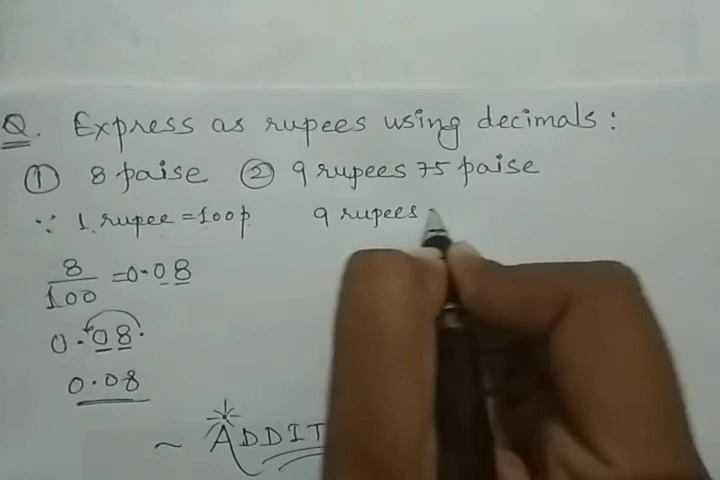 Q. Express as rupees using decimals:
① 8 paise ② 9 rupees 75 paise
∵ 1 rupee = 100p 9 rupees
8/100 = 0.08
0.08.
0.08
~ ADDIT